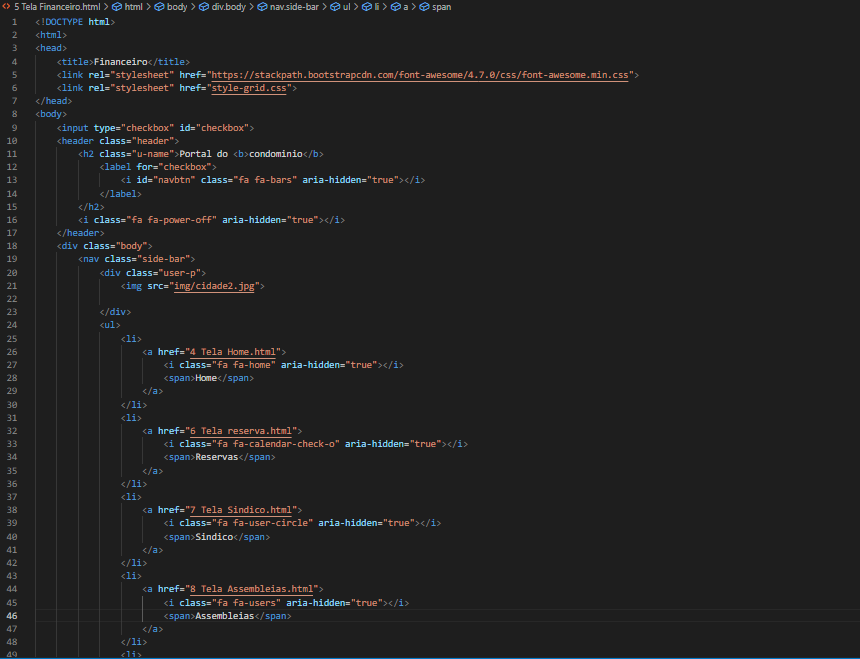 5 Tela Financeiro.html > html > body > div.body > nav.side-bar > ul > li > a > span
1 <!DOCTYPE html>
2 <html>
3 <head>
4 <title>Financeiro</title>
5 <link rel="stylesheet" href="https://stackpath.bootstrapcdn.com/font-awesome/4.7.0/css/font-awesome.min.css">
6 <link rel="stylesheet" href="style-grid.css">
7 </head>
8 <body>
9 <input type="checkbox" id="checkbox">
10 <header class="header">
11 <h2 class="u-name">Portal do <b>condominio</b>
12 <label for="checkbox">
13 <i id="navbtn" class="fa fa-bars" aria-hidden="true"></i>
14 </label>
15 </h2>
16 <i class="fa fa-power-off" aria-hidden="true"></i>
17 </header>
18 <div class="body">
19 <nav class="side-bar">
20 <div class="user-p">
21 <img src="img/cidade2.jpg">
22
23 </div>
24 <ul>
25 <li>
26 <a href="4 Tela Home.html">
27 <i class="fa fa-home" aria-hidden="true"></i>
28 <span>Home</span>
29 </a>
30 </li>
31 <li>
32 <a href="6 Tela reserva.html">
33 <i class="fa fa-calendar-check-o" aria-hidden="true"></i>
34 <span>Reservas</span>
35 </a>
36 </li>
37 <li>
38 <a href="7 Tela Sindico.html">
39 <i class="fa fa-user-circle" aria-hidden="true"></i>
40 <span>Sindico</span>
41 </a>
42 </li>
43 <li>
44 <a href="8 Tela Assembleias.html">
45 <i class="fa fa-users" aria-hidden="true"></i>
46 <span>Assembleias</span>
47 </a>
48 </li>
49 <li>